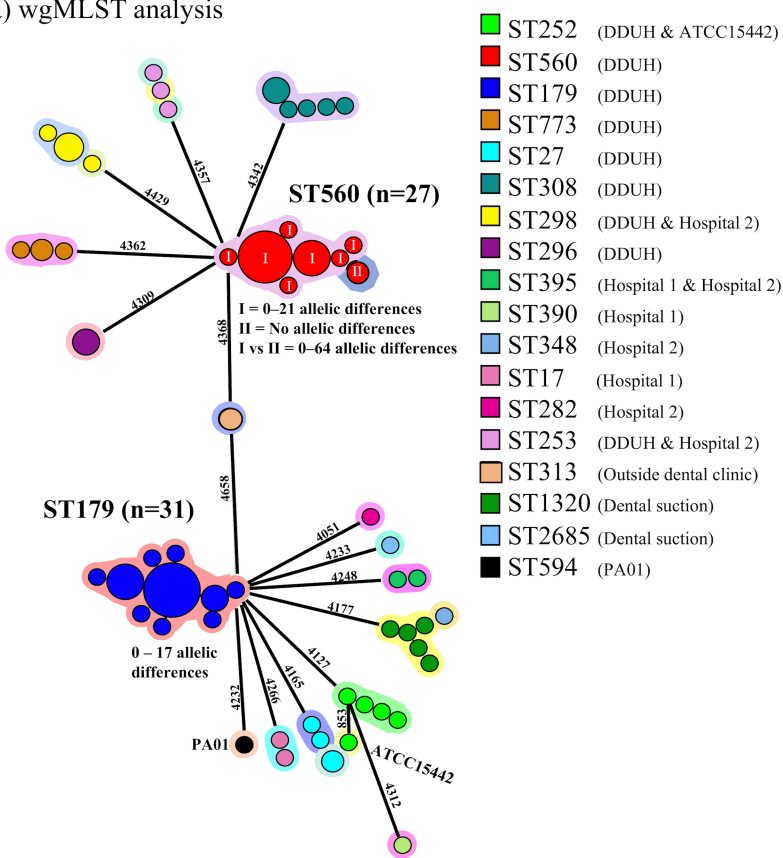 ) wgMLST analysis
ST252 (DDUH & ATCC15442)
ST560 (DDUH)
ST179 (DDUH)
ST773 (DDUH)
ST27 (DDUH)
ST308 (DDUH)
ST298 (DDUH & Hospital 2)
ST296 (DDUH)
ST395 (Hospital 1 & Hospital 2)
ST390 (Hospital 1)
ST348 (Hospital 2)
ST17 (Hospital 1)
ST282 (Hospital 2)
ST253 (DDUH & Hospital 2)
ST313 (Outside dental clinic)
ST1320 (Dental suction)
ST2685 (Dental suction)
ST594 (PA01)
4357
4342
4429
ST560 (n=27)
4362
I
I
I
I
I
I
II
I
4309
I = 0–21 allelic differences
II = No allelic differences
I vs II = 0–64 allelic differences
4368
4658
ST179 (n=31)
4051
4233
4248
4177
0 – 17 allelic
differences
4127
4165
4266
4232
853
PA01
ATCC15442
4312